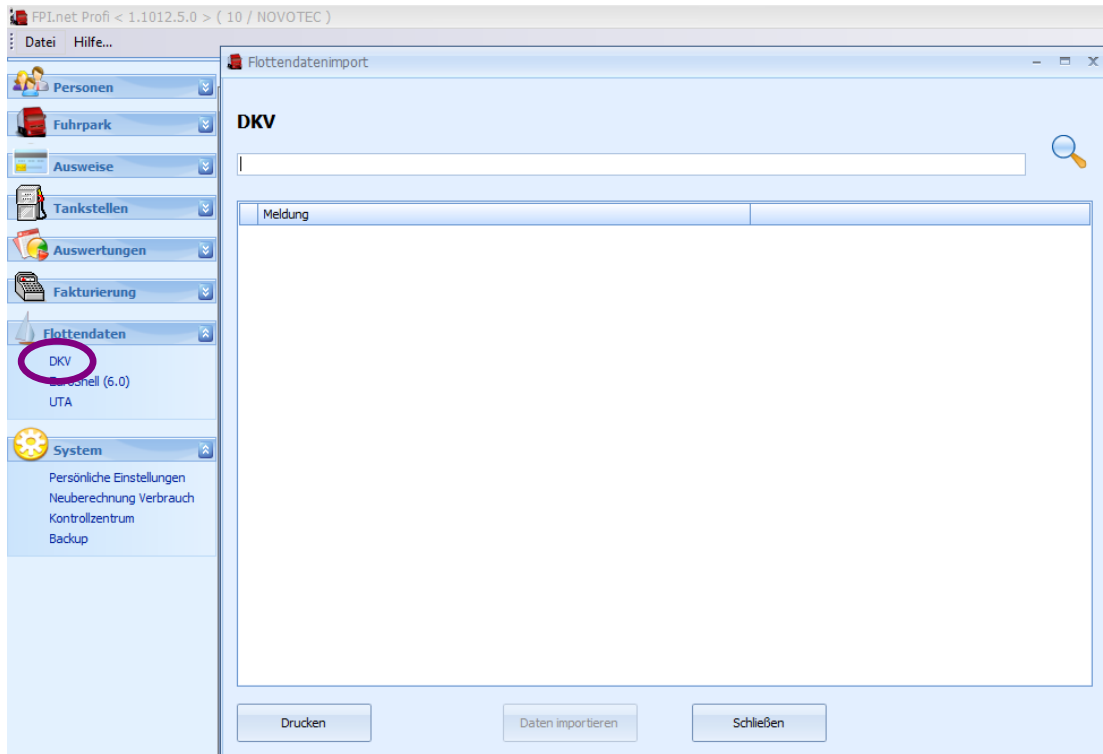 FPI.net Profi < 1.1012.5.0 > ( 10 / NOVOTEC )
Datei Hilfe...
Personen
Fuhrpark
Ausweise
Tankstellen
Auswertungen
Fakturierung
Flottendaten
DKV
(6.0)
UTA
System
Persönliche Einstellungen
Neuberechnung Verbrauch
Kontrollzentrum
Backup
Flottendatenimport
DKV
Meldung
Drucken Daten importieren Schließen